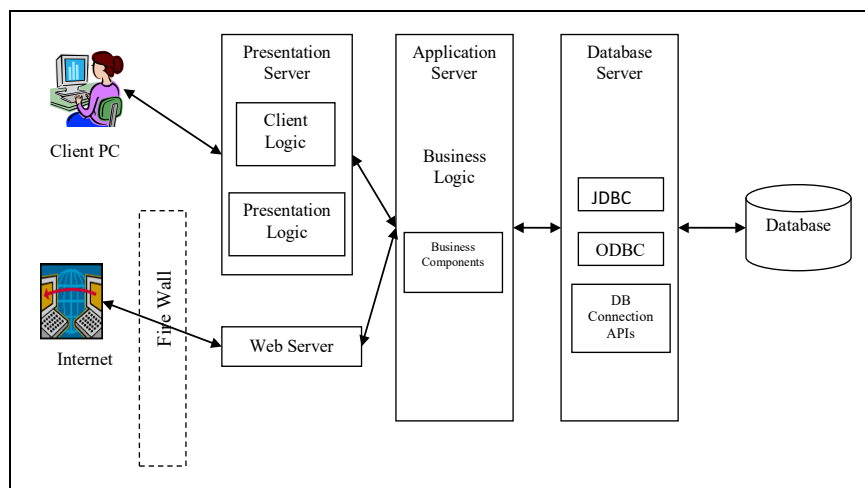 Client PC
Internet
Fire Wall
Presentation
Server
Client
Logic
Presentation
Logic
Web Server
Application
Server
Business
Logic
Business
Components
Database
Server
JDBC
ODBC
DB
Connection
APIs
Database